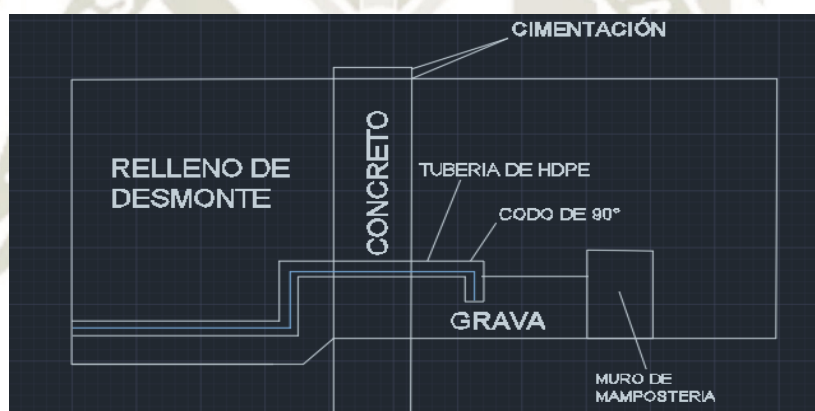 CIMENTACIÓN
RELLENO DE
DESMONTE
CONCRETO
TUBERIA DE HDPE
CODO DE 90°
GRAVA
MURO DE
MAMPOSTERIA